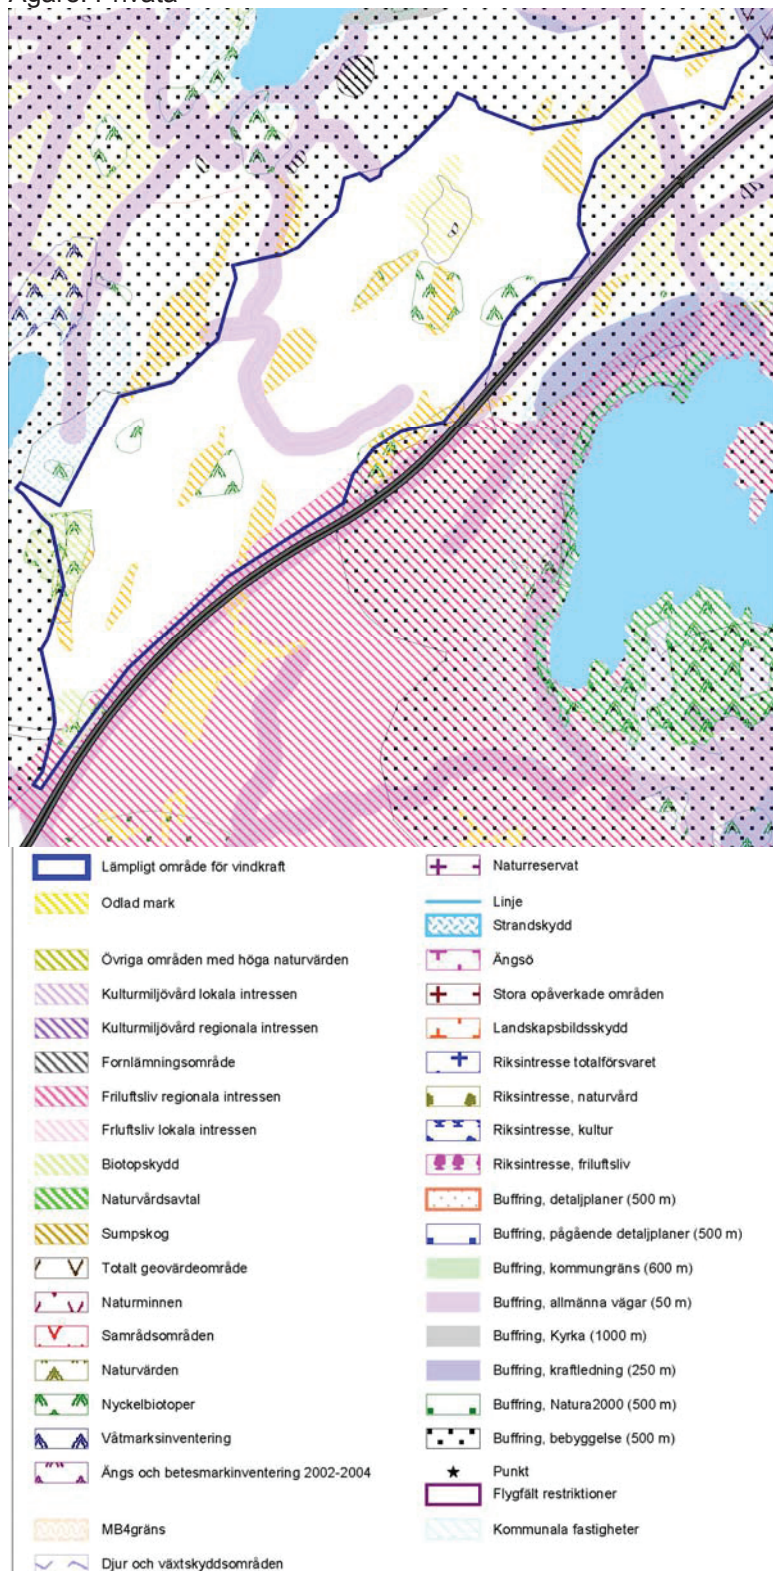 Ägare: Privata
Lämpligt område för vindkraft
Odlad mark
Övriga områden med höga naturvärden
Kulturmiljövård lokala intressen
Kulturmiljövård regionala intressen
Fornlämningsområde
Friluftsliv regionala intressen
Frluftsliv lokala intressen
Biotopskydd
Naturvårdsavtal
Sumpskog
Totalt geovärdeområde
Naturminnen
Samrådsområden
Naturvärden
Nyckelbiotoper
Våtmarksinventering
Ängs och betesmarkinventering 2002-2004
MB4gräns
Djur och växtskyddsområden
Naturreservat
Linje
Strandskydd
Ängsö
Stora opåverkade områden
Landskapsbildsskydd
Riksintresse totalförsvaret
Riksintresse, naturvård
Riksintresse, kultur
Riksintresse, friluftsliv
Buffring, detaljplaner (500 m)
Buffring, pågående detaljplaner (500 m)
Buffring, kommungräns (600 m)
Buffring, allmänna vägar (50 m)
Buffring, Kyrka (1000 m)
Buffring, kraftledning (250 m)
Buffring, Natura2000 (500 m)
Buffring, bebyggelse (500 m)
Punkt
Flygfält restriktioner
Kommunala fastigheter